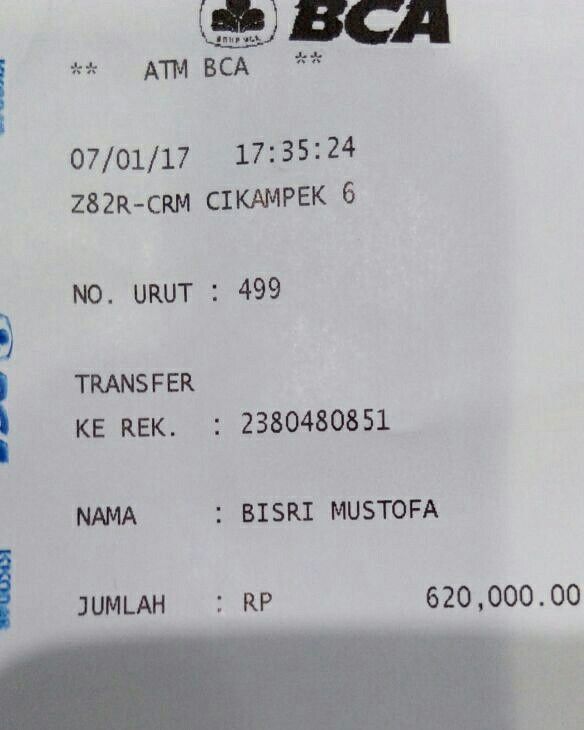 BCA
** ATM BCA **
07/01/17 17:35:24
Z82R-CRM CIKAMPEK 6
NO. URUT : 499
TRANSFER
KE REK. : 2380480851
NAMA : BISRI MUSTOFA
JUMLAH : RP 620,000.00